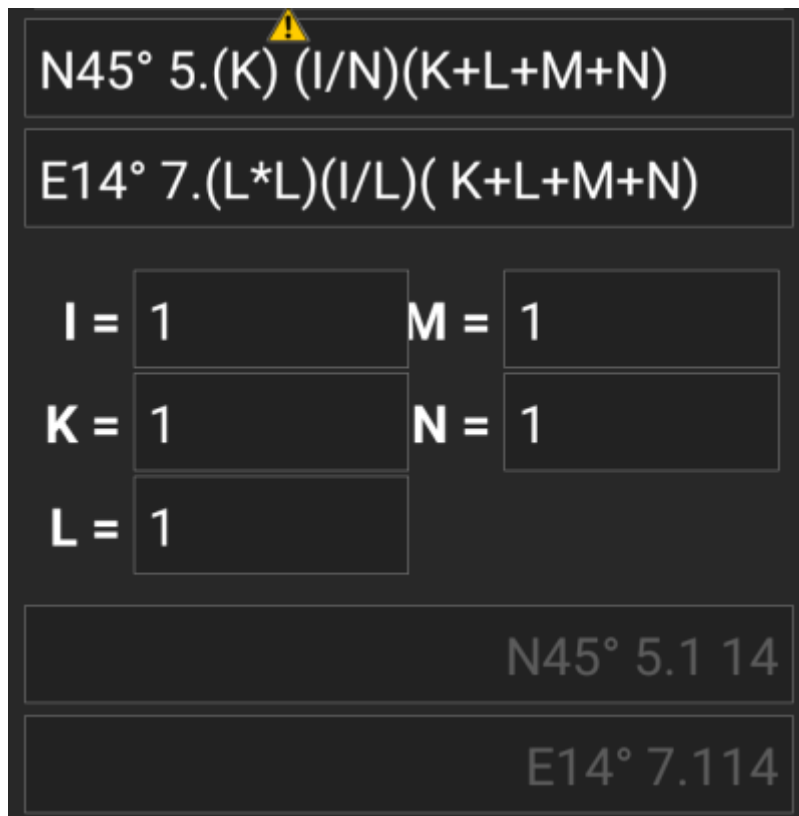 N45° 5.(K) (I/N)(K+L+M+N)
E14° 7.(L*L)(I/L)( K+L+M+N)
I = 1 M = 1
K = 1 N = 1
L = 1
N45° 5.1 14
E14° 7.114